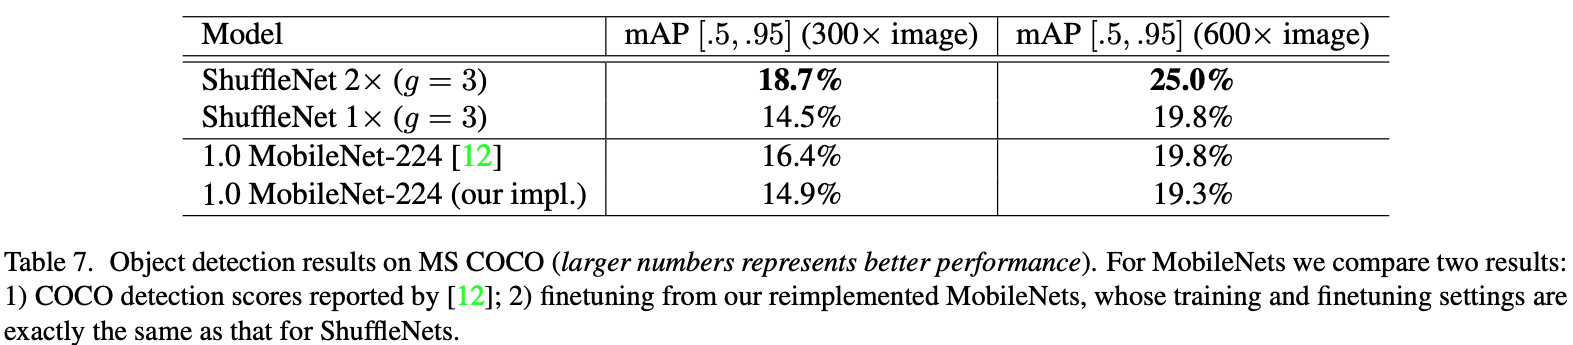 Model mAP [.5, .95] (300× image) mAP [.5, .95] (600× image)
ShuffleNet 2× (g = 3) 18.7% 25.0%
ShuffleNet 1× (g = 3) 14.5% 19.8%
1.0 MobileNet-224 [12] 16.4% 19.8%
1.0 MobileNet-224 (our impl.) 14.9% 19.3%
Table 7. Object detection results on MS COCO (larger numbers represents better performance). For MobileNets we compare two results:
1) COCO detection scores reported by [12]; 2) finetuning from our reimplemented MobileNets, whose training and finetuning settings are
exactly the same as that for ShuffleNets.